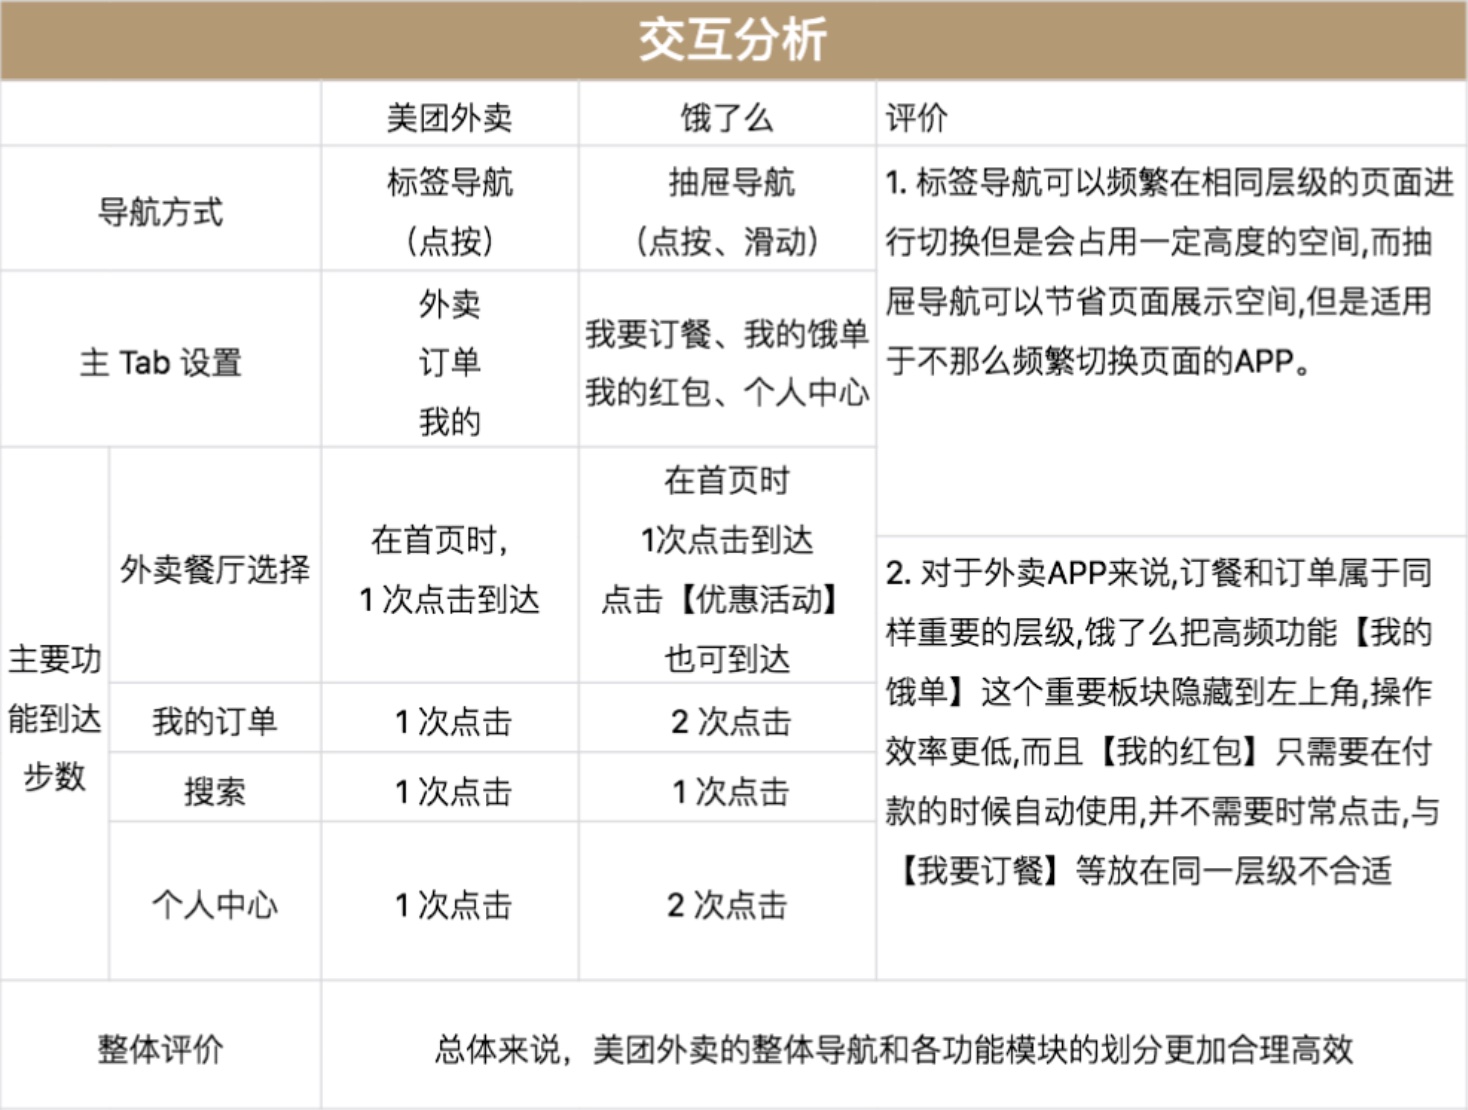 交互分析
美团外卖
饿了么
评价
导航方式
标签导航
（点按）
抽屉导航
（点按、滑动）
1. 标签导航可以频繁在相同层级的页面进
行切换但是会占用一定高度的空间,而抽
屉导航可以节省页面展示空间,但是适用
于不那么频繁切换页面的APP。
主 Tab 设置
外卖
订单
我的
我要订餐、我的饿单
我的红包、个人中心
主要功
能到达
步数
外卖餐厅选择
在首页时，
1 次点击到达
在首页时
1次点击到达
点击【优惠活动】
也可到达
2. 对于外卖APP来说,订餐和订单属于同
样重要的层级,饿了么把高频功能【我的
饿单】这个重要板块隐藏到左上角,操作
效率更低,而且【我的红包】只需要在付
款的时候自动使用,并不需要时常点击,与
【我要订餐】等放在同一层级不合适
我的订单
1 次点击
2 次点击
搜索
1 次点击
1 次点击
个人中心
1 次点击
2 次点击
整体评价
总体来说，美团外卖的整体导航和各功能模块的划分更加合理高效